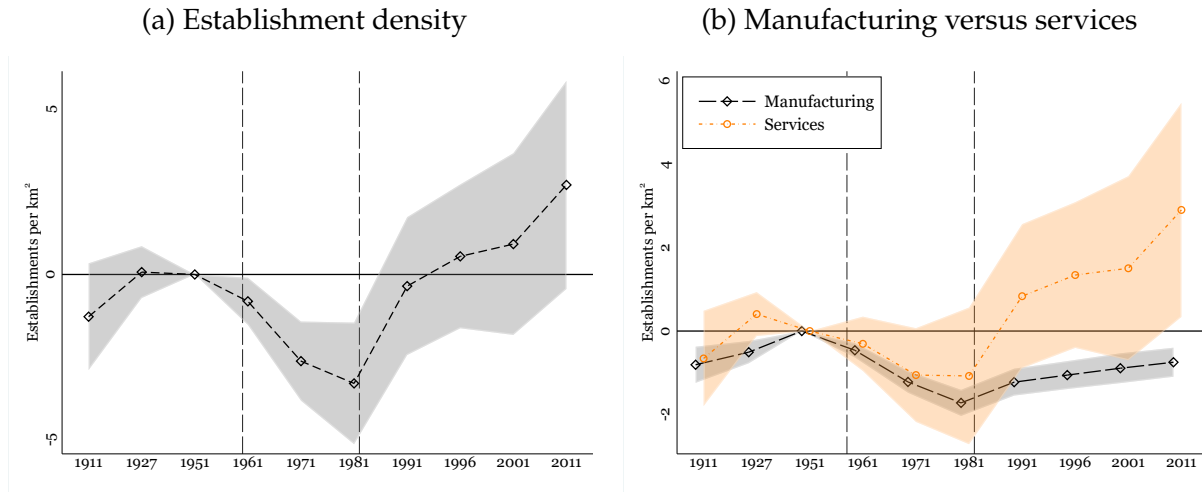 (a) Establishment density
Establishments per km²
5
0
-5
1911 1927 1951 1961 1971 1981 1991 1996 2001 2011
(b) Manufacturing versus services
Manufacturing
Services
Establishments per km²
6
4
2
0
-2
1911 1927 1951 1961 1971 1981 1991 1996 2001 2011